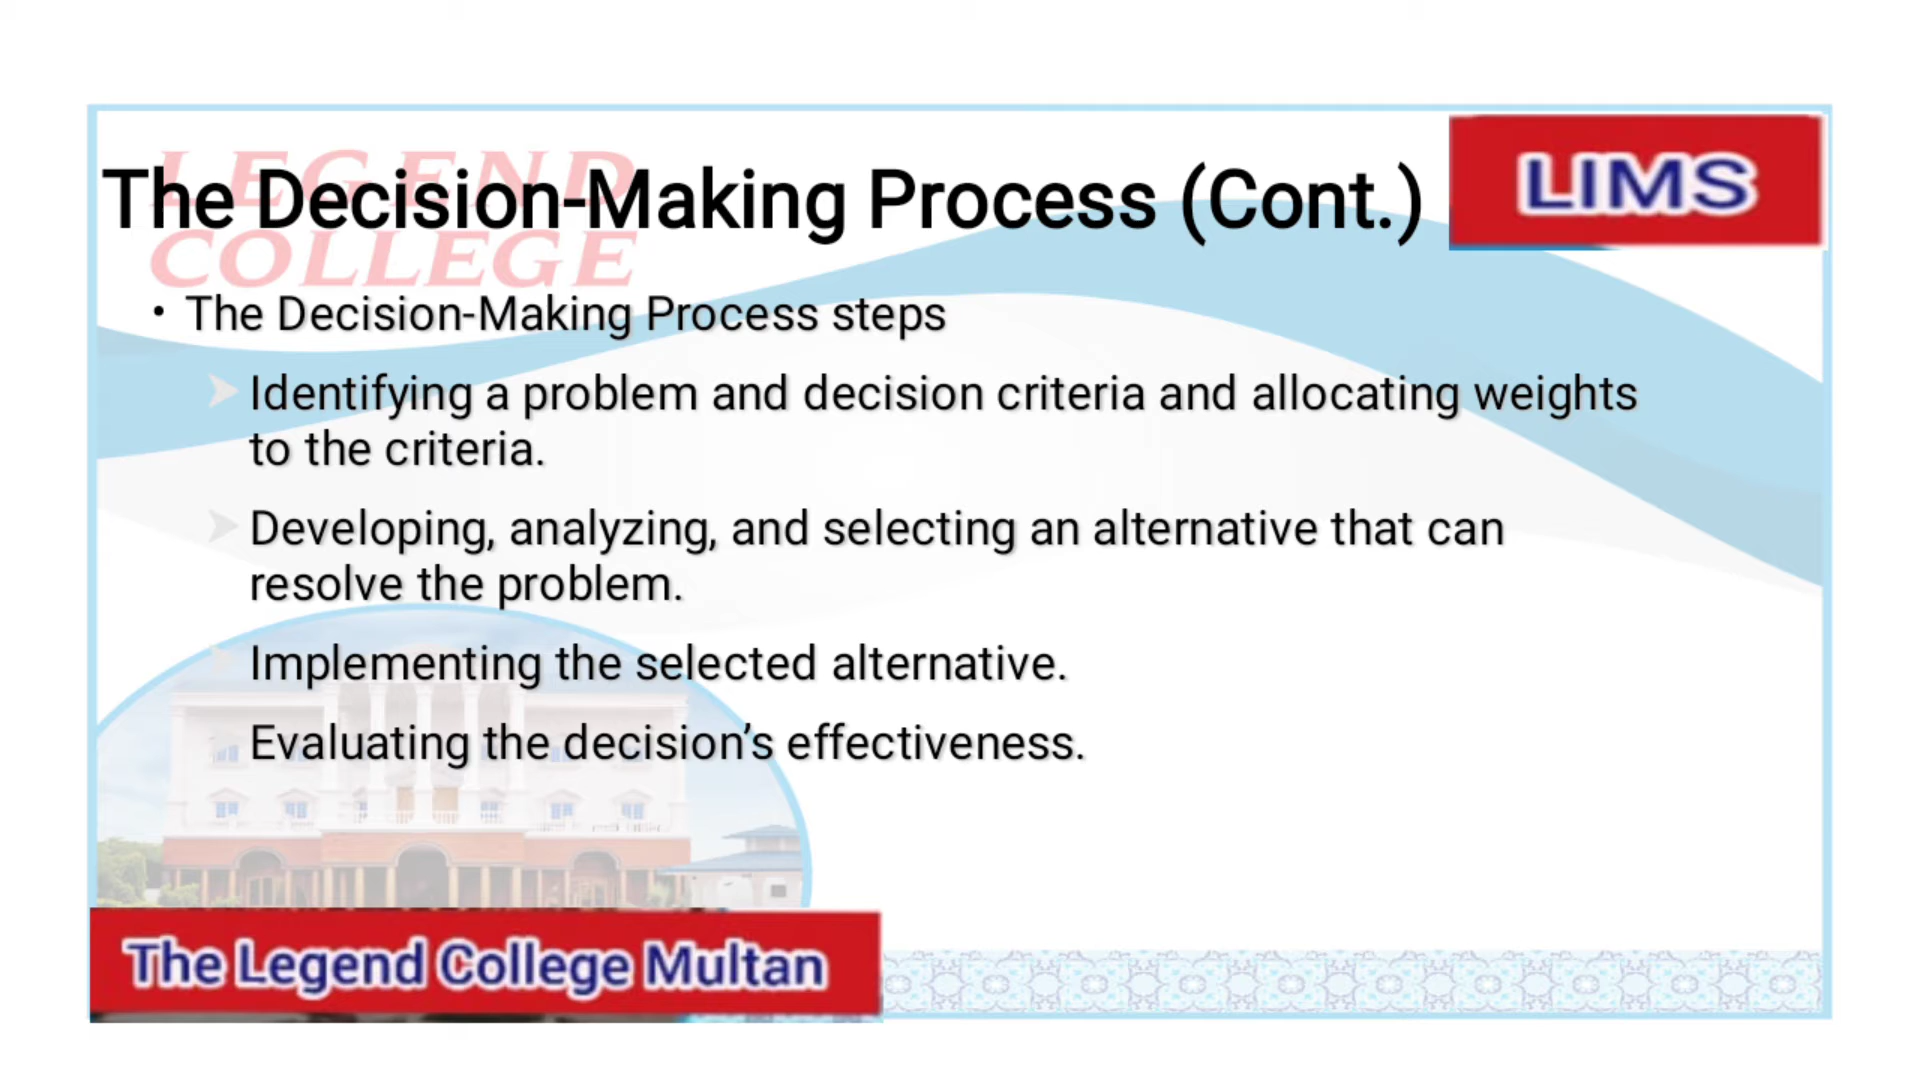 LEGEND
COLLEGE
The Decision-Making Process (Cont.)
LIMS
• The Decision-Making Process steps
➤ Identifying a problem and decision criteria and allocating weights
to the criteria.
➤ Developing, analyzing, and selecting an alternative that can
resolve the problem.
Implementing the selected alternative.
Evaluating the decision’s effectiveness.
The Legend College Multan